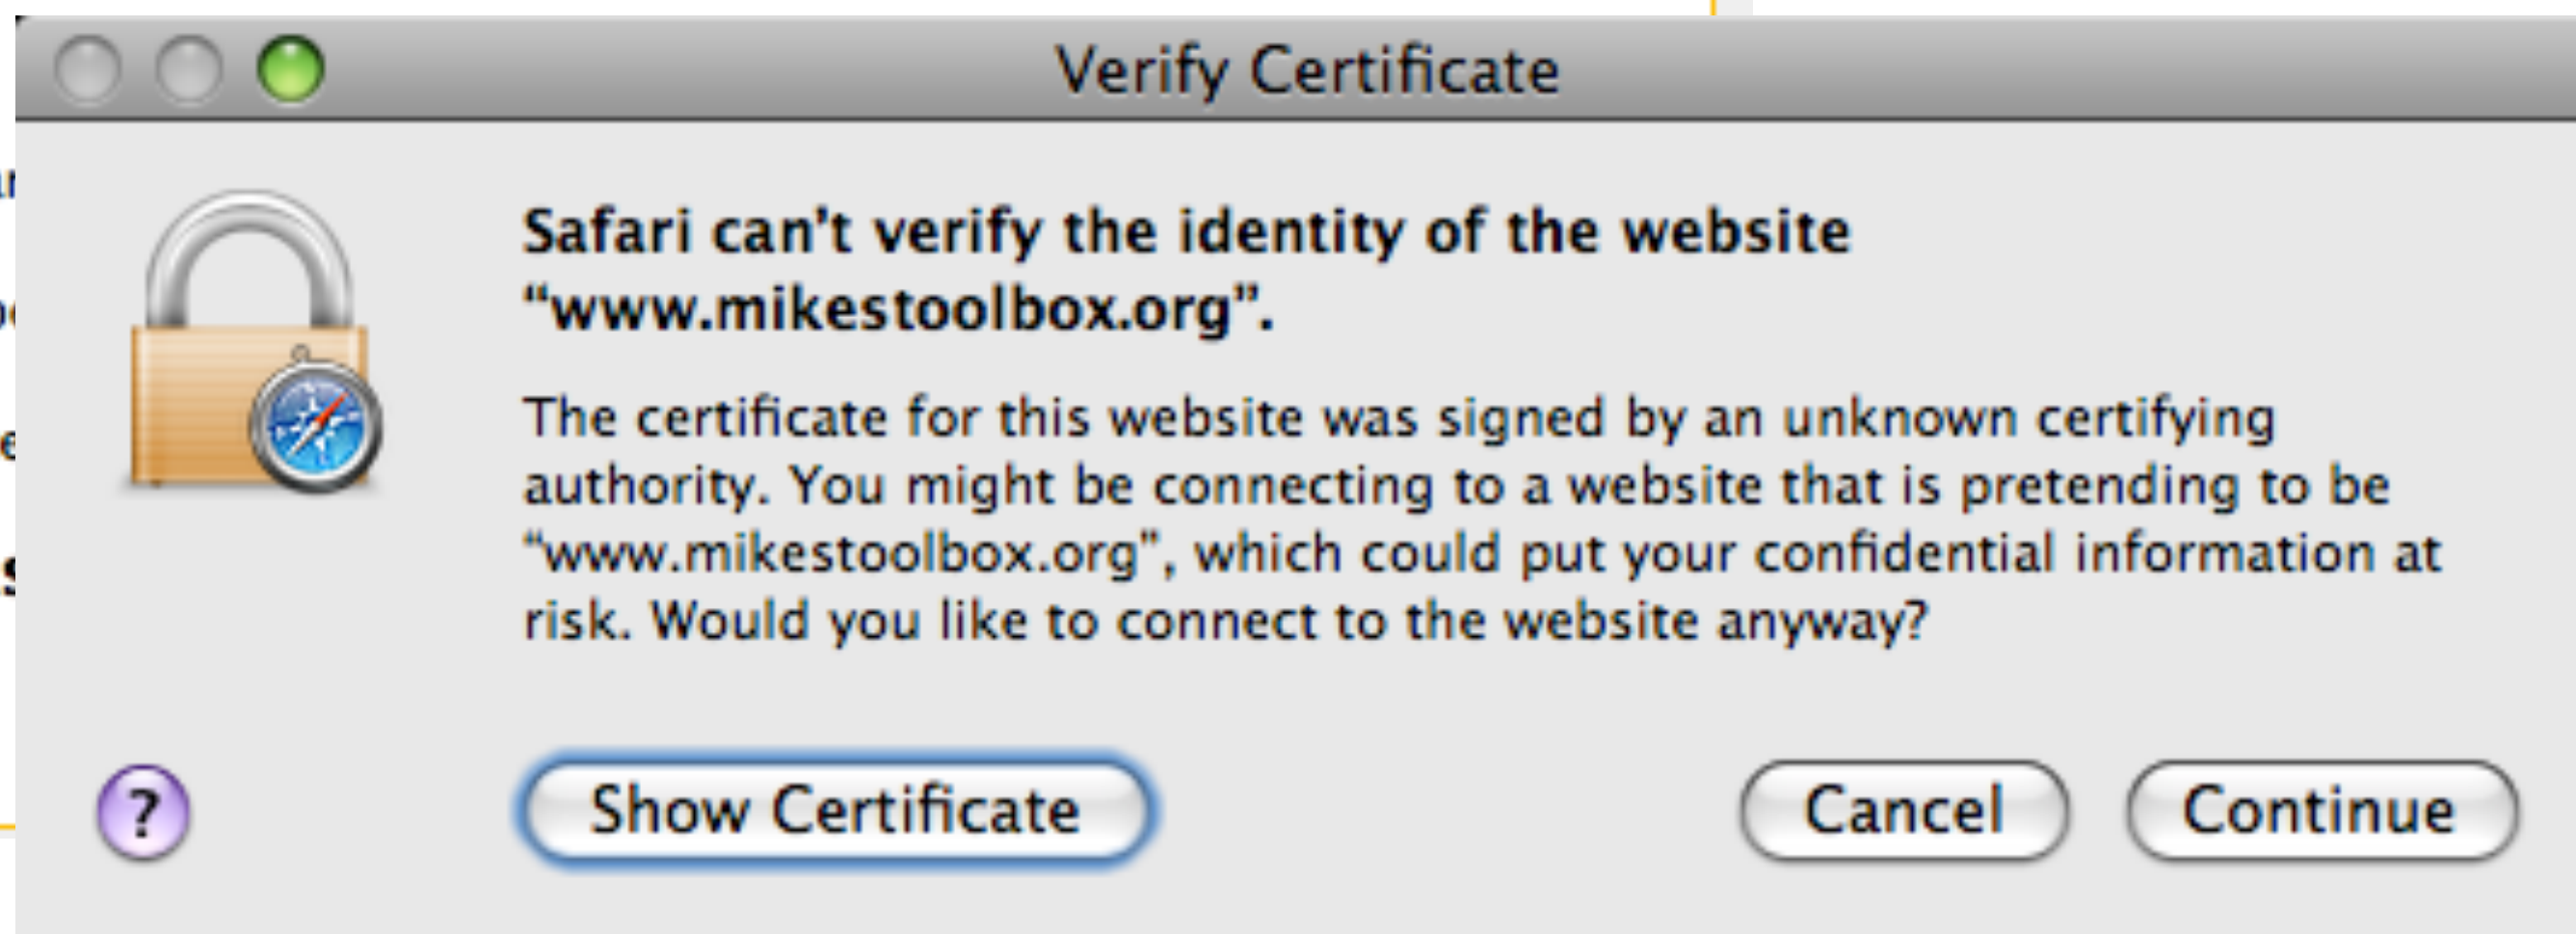 Verify Certificate
Safari can't verify the identity of the website
“www.mikestoolbox.org”.
The certificate for this website was signed by an unknown certifying
authority. You might be connecting to a website that is pretending to be
“www.mikestoolbox.org”, which could put your confidential information at
risk. Would you like to connect to the website anyway?
? Show Certificate Cancel Continue